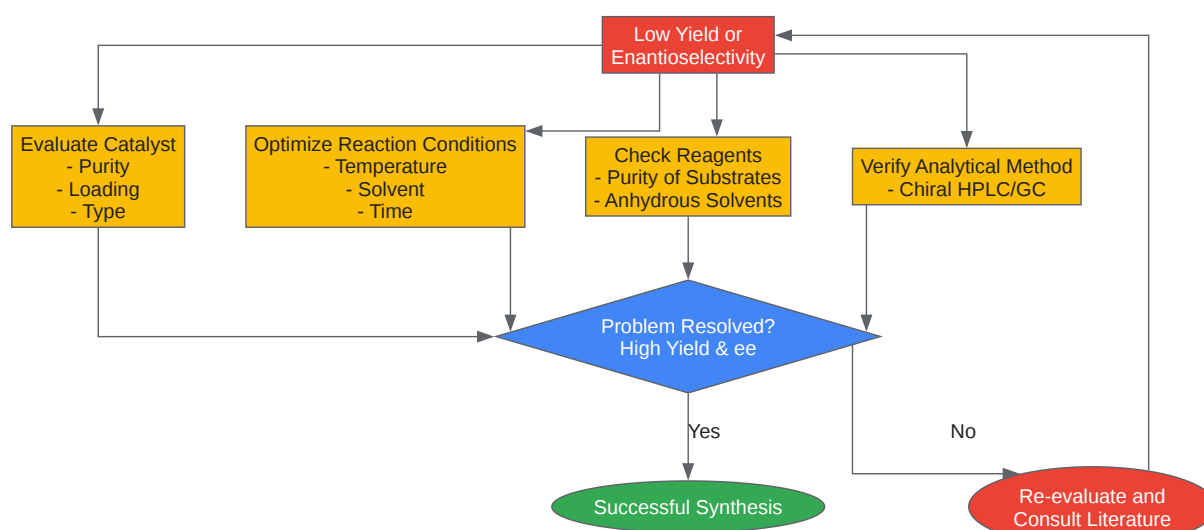 Low Yield or
Enantioselectivity
Evaluate Catalyst
- Purity
- Loading
- Type
Optimize Reaction Conditions
- Temperature
- Solvent
- Time
Check Reagents
- Purity of Substrates
- Anhydrous Solvents
Verify Analytical Method
- Chiral HPLC/GC
Problem Resolved?
High Yield & ee
Yes
No
Successful Synthesis
Re-evaluate and
Consult Literature